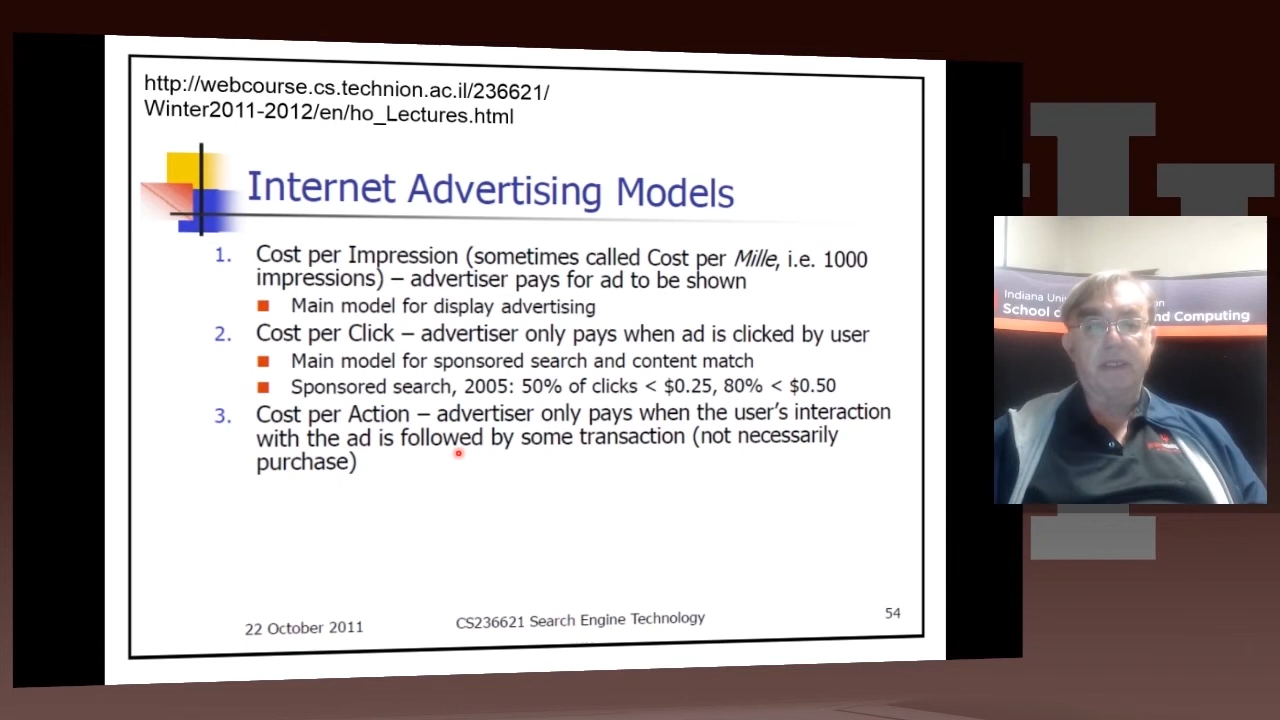 http://webcourse.cs.technion.ac.il/236621/
Winter2011-2012/en/ho_Lectures.html
Internet Advertising Models
1. Cost per Impression (sometimes called Cost per Mille, i.e. 1000
impressions) – advertiser pays for ad to be shown
Main model for display advertising
2. Cost per Click – advertiser only pays when ad is clicked by user
Main model for sponsored search and content match
Sponsored search, 2005: 50% of clicks < $0.25, 80% < $0.50
3. Cost per Action – advertiser only pays when the user's interaction
with the ad is followed by some transaction (not necessarily
purchase)
22 October 2011
CS236621 Search Engine Technology
54
Indiana
School nd Computing